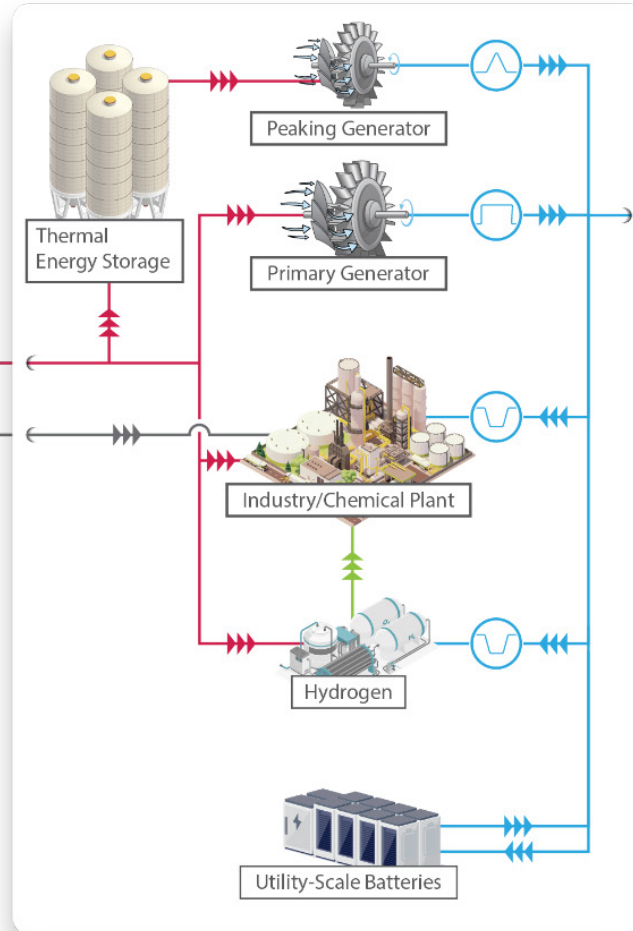 Peaking Generator
Thermal
Energy Storage
Primary Generator
Industry/Chemical Plant
Hydrogen
Utility-Scale Batteries